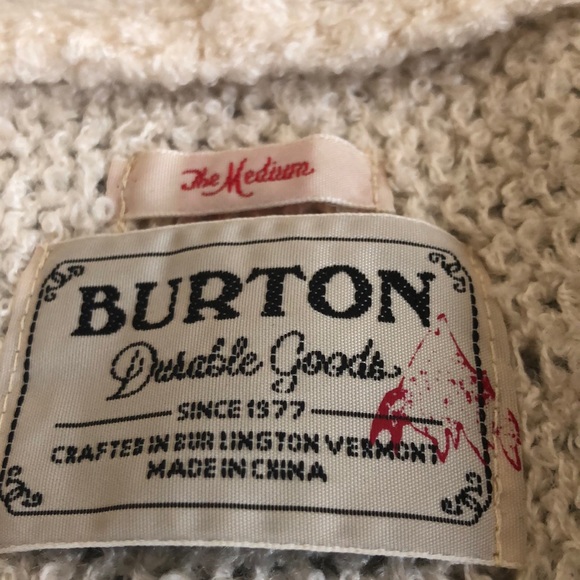 The Medium
BURTON
Durable Goods
SINCE 1977
CRAFTED IN BURLINGTON VERMONT
MADE IN CHINA